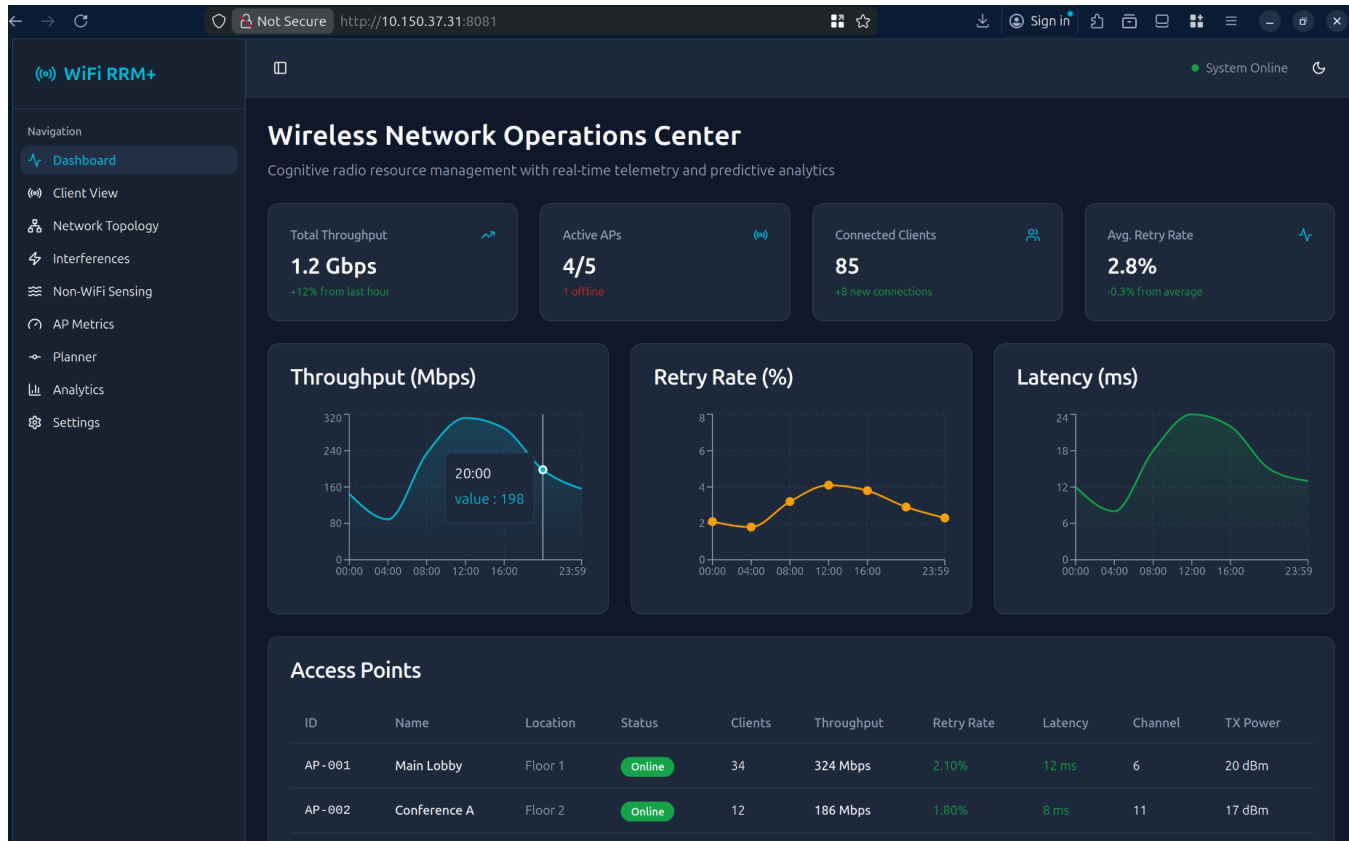 Not Secure http://10.150.37.31:8081
Sign in
WiFi RRM+
System Online
Navigation
Dashboard
Client View
Network Topology
Interferences
Non-WiFi Sensing
AP Metrics
Planner
Analytics
Settings
Wireless Network Operations Center
Cognitive radio resource management with real-time telemetry and predictive analytics
Total Throughput
1.2 Gbps
+12% from last hour
Active APs
4/5
1 offline
Connected Clients
85
+8 new connections
Avg. Retry Rate
2.8%
-0.3% from average
Throughput (Mbps)
320
240
160
80
0
00:00 04:00 08:00 12:00 16:00 23:59
20:00
value : 198
Retry Rate (%)
8
6
4
2
0
00:00 04:00 08:00 12:00 16:00 23:59
Latency (ms)
24
18
12
6
0
00:00 04:00 08:00 12:00 16:00 23:59
Access Points
ID Name Location Status Clients Throughput Retry Rate Latency Channel TX Power
AP-001 Main Lobby Floor 1 Online 34 324 Mbps 2.10% 12 ms 6 20 dBm
AP-002 Conference A Floor 2 Online 12 186 Mbps 1.80% 8 ms 11 17 dBm